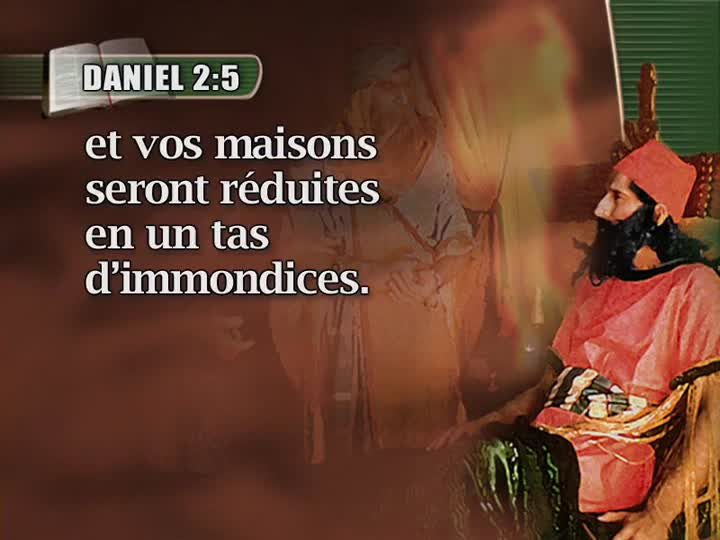 DANIEL 2:5
et vos maisons
seront réduites
en un tas
d’immondices.